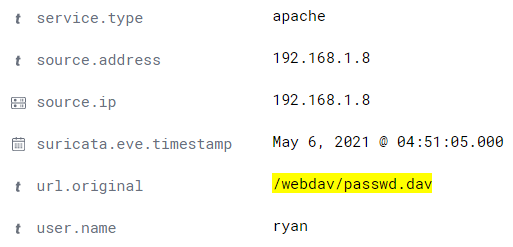 t service.type apache
t source.address 192.168.1.8
source.ip 192.168.1.8
suricata.eve.timestamp May 6, 2021 @ 04:51:05.000
t url.original /webdav/passwd.dav
t user.name ryan